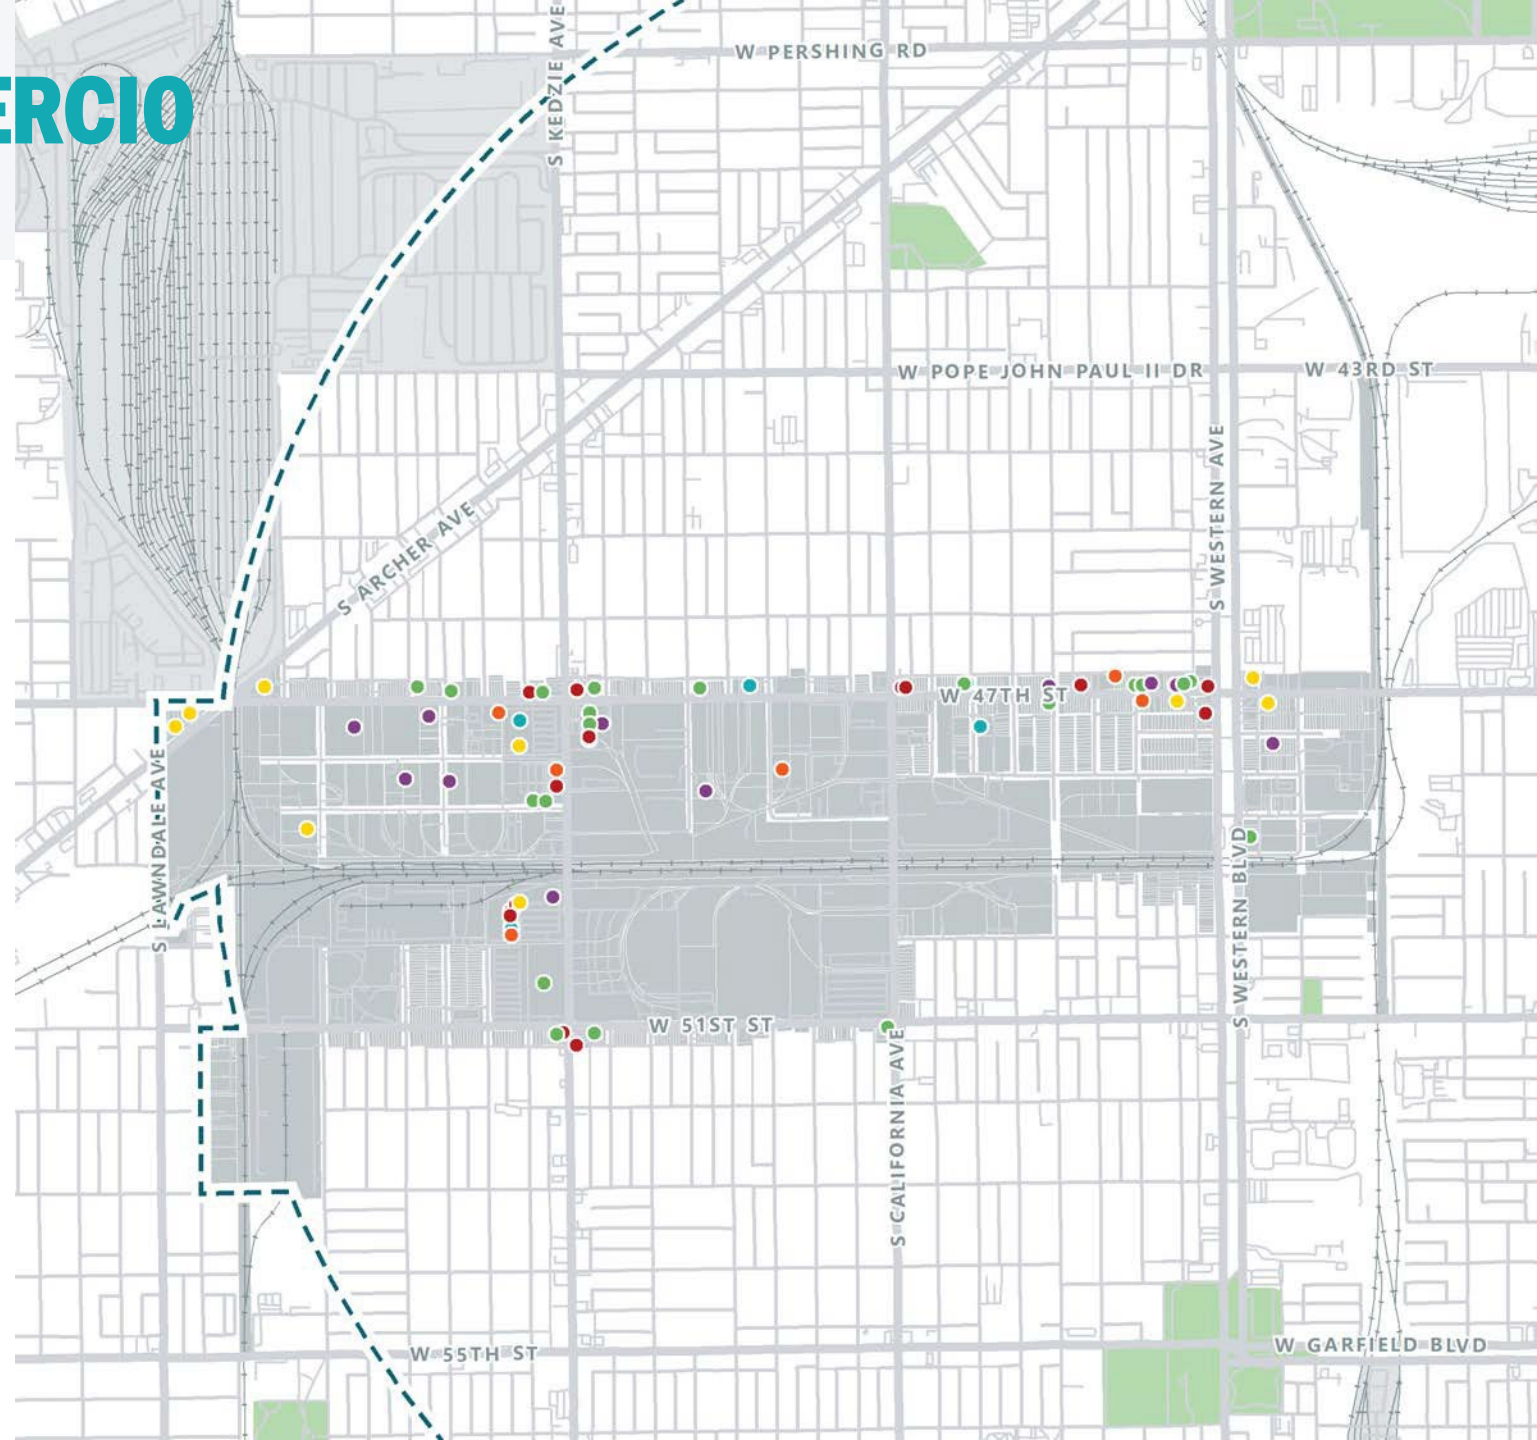 ERCIO
S KEDZIE AVE
W PERSHING RD
W POPE JOHN PAUL II DR
W 43RD ST
S WESTERN AVE
S ARCHER AVE
W 47TH ST
S LAWNDALE AVE
S WESTERN BLVD
W 51ST ST
S CALIFORNIA AVE
W 55TH ST
W GARFIELD BLVD